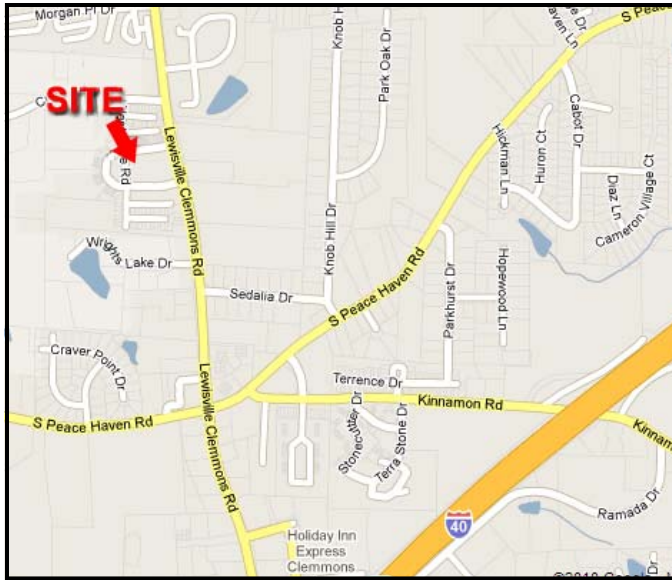 Morgan Pl Dr
SITE
Rd
Lewisville Clemmons Rd
Wrights Lake Dr
Sedalia Dr
Knob H
Park Oak Dr
Knob Hill Dr
S Peace Haven Rd
S Peace Haven Rd
Hickman Ln
Huron Ct
Cabot Dr
Diaz Ln
Cameron Village Ct
Parkhurst Dr
Hopewood Ln
Craver Point Dr
Lewisville Clemmons Rd
S Peace Haven Rd
Terrence Dr
Kinnamon Rd
Kinnam
Stonecutter Dr
Terra Stone Dr
40
Ramada Dr
Holiday Inn
Express
Clemmons
Dr